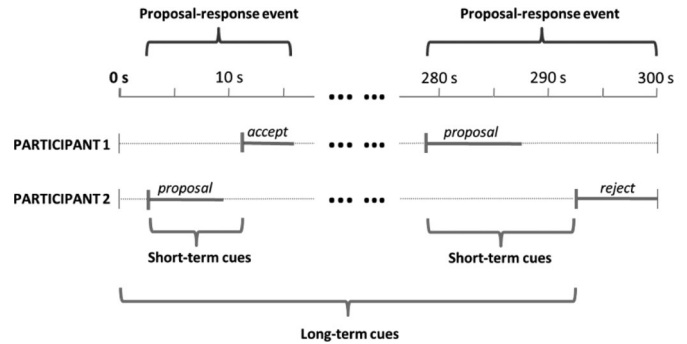 Proposal-response event Proposal-response event
0 s 10 s 280 s 290 s 300 s
PARTICIPANT 1 accept proposal
PARTICIPANT 2 proposal reject
Short-term cues Short-term cues
Long-term cues